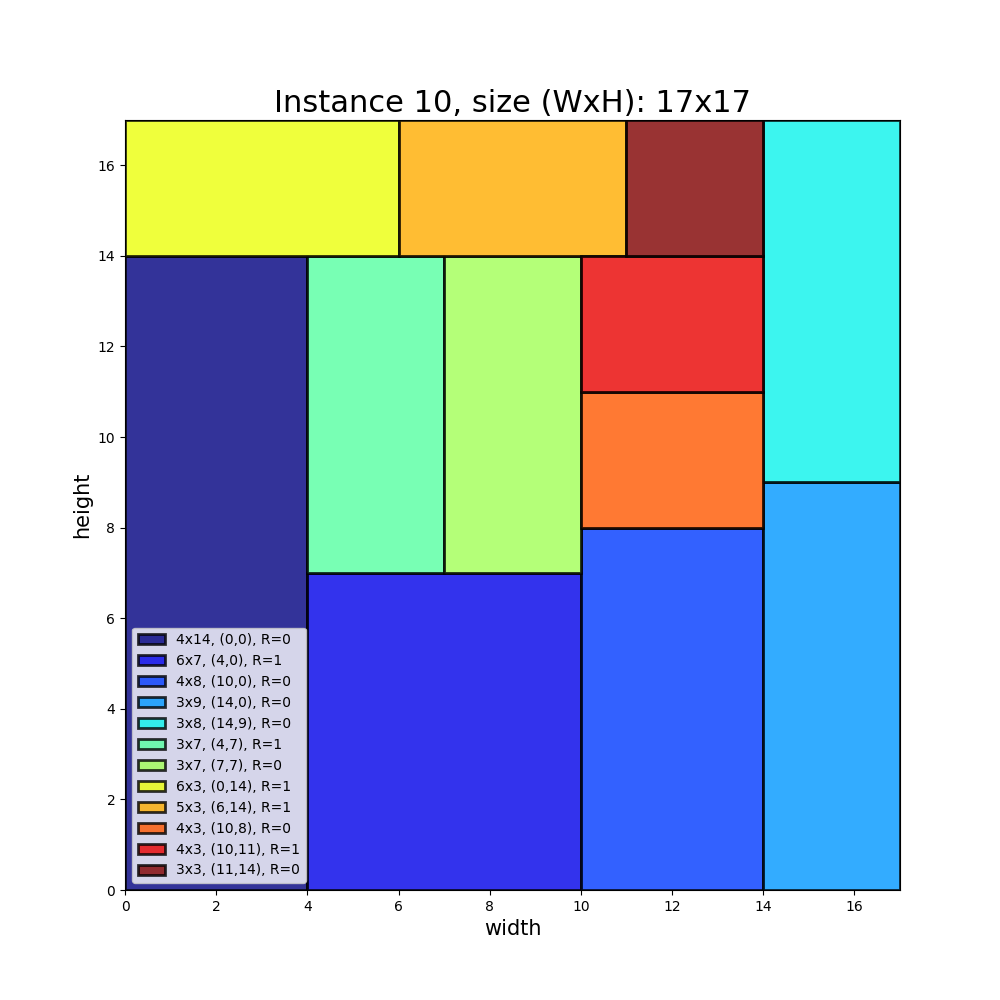 Instance 10, size (WxH): 17x17
16
14
12
10
8
6
4
2
0
height
4x14, (0,0), R=0
6x7, (4,0), R=1
4x8, (10,0), R=0
3x9, (14,0), R=0
3x8, (14,9), R=0
3x7, (4,7), R=1
3x7, (7,7), R=0
6x3, (0,14), R=1
5x3, (6,14), R=1
4x3, (10,8), R=0
4x3, (10,11), R=1
3x3, (11,14), R=0
0 2 4 6 8 10 12 14 16
width